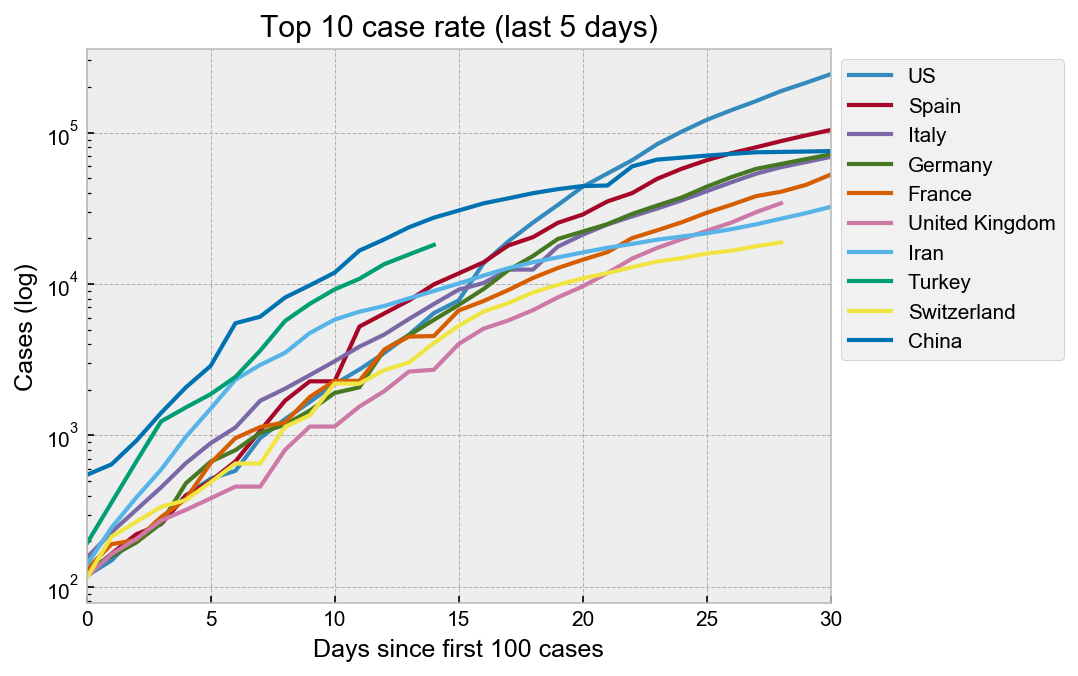 Top 10 case rate (last 5 days)
Cases (log)
10^5
10^4
10^3
10^2
0 5 10 15 20 25 30
Days since first 100 cases
US
Spain
Italy
Germany
France
United Kingdom
Iran
Turkey
Switzerland
China